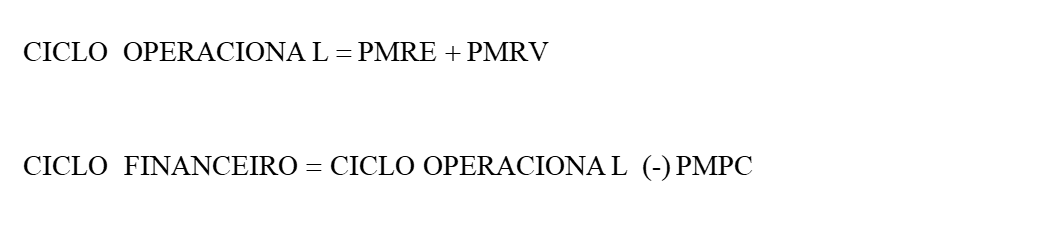 CICLO OPERACIONA L = PMRE + PMRV
CICLO FINANCEIRO = CICLO OPERACIONA L (-) PMPC